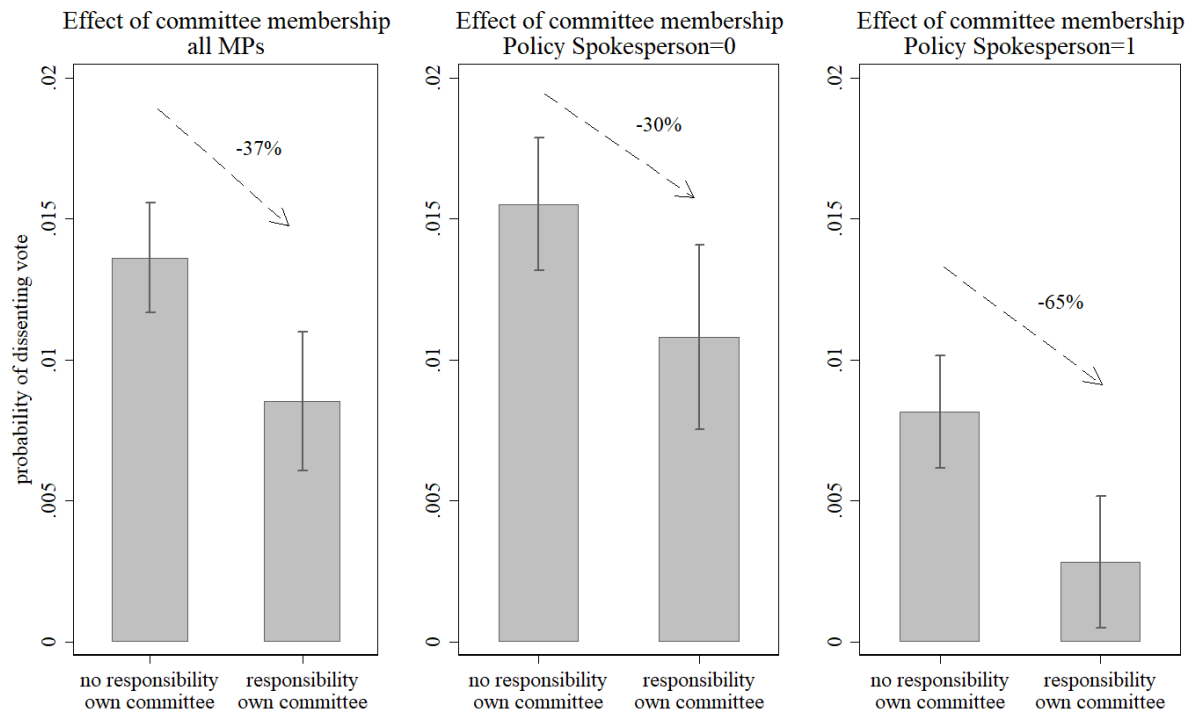 Effect of committee membership
all MPs
probability of dissenting vote
.02
.015
.01
.005
0
-37%
no responsibility
own committee
responsibility
own committee
Effect of committee membership
Policy Spokesperson=0
.02
.015
.01
.005
0
-30%
no responsibility
own committee
responsibility
own committee
Effect of committee membership
Policy Spokesperson=1
.02
.015
.01
.005
0
-65%
no responsibility
own committee
responsibility
own committee